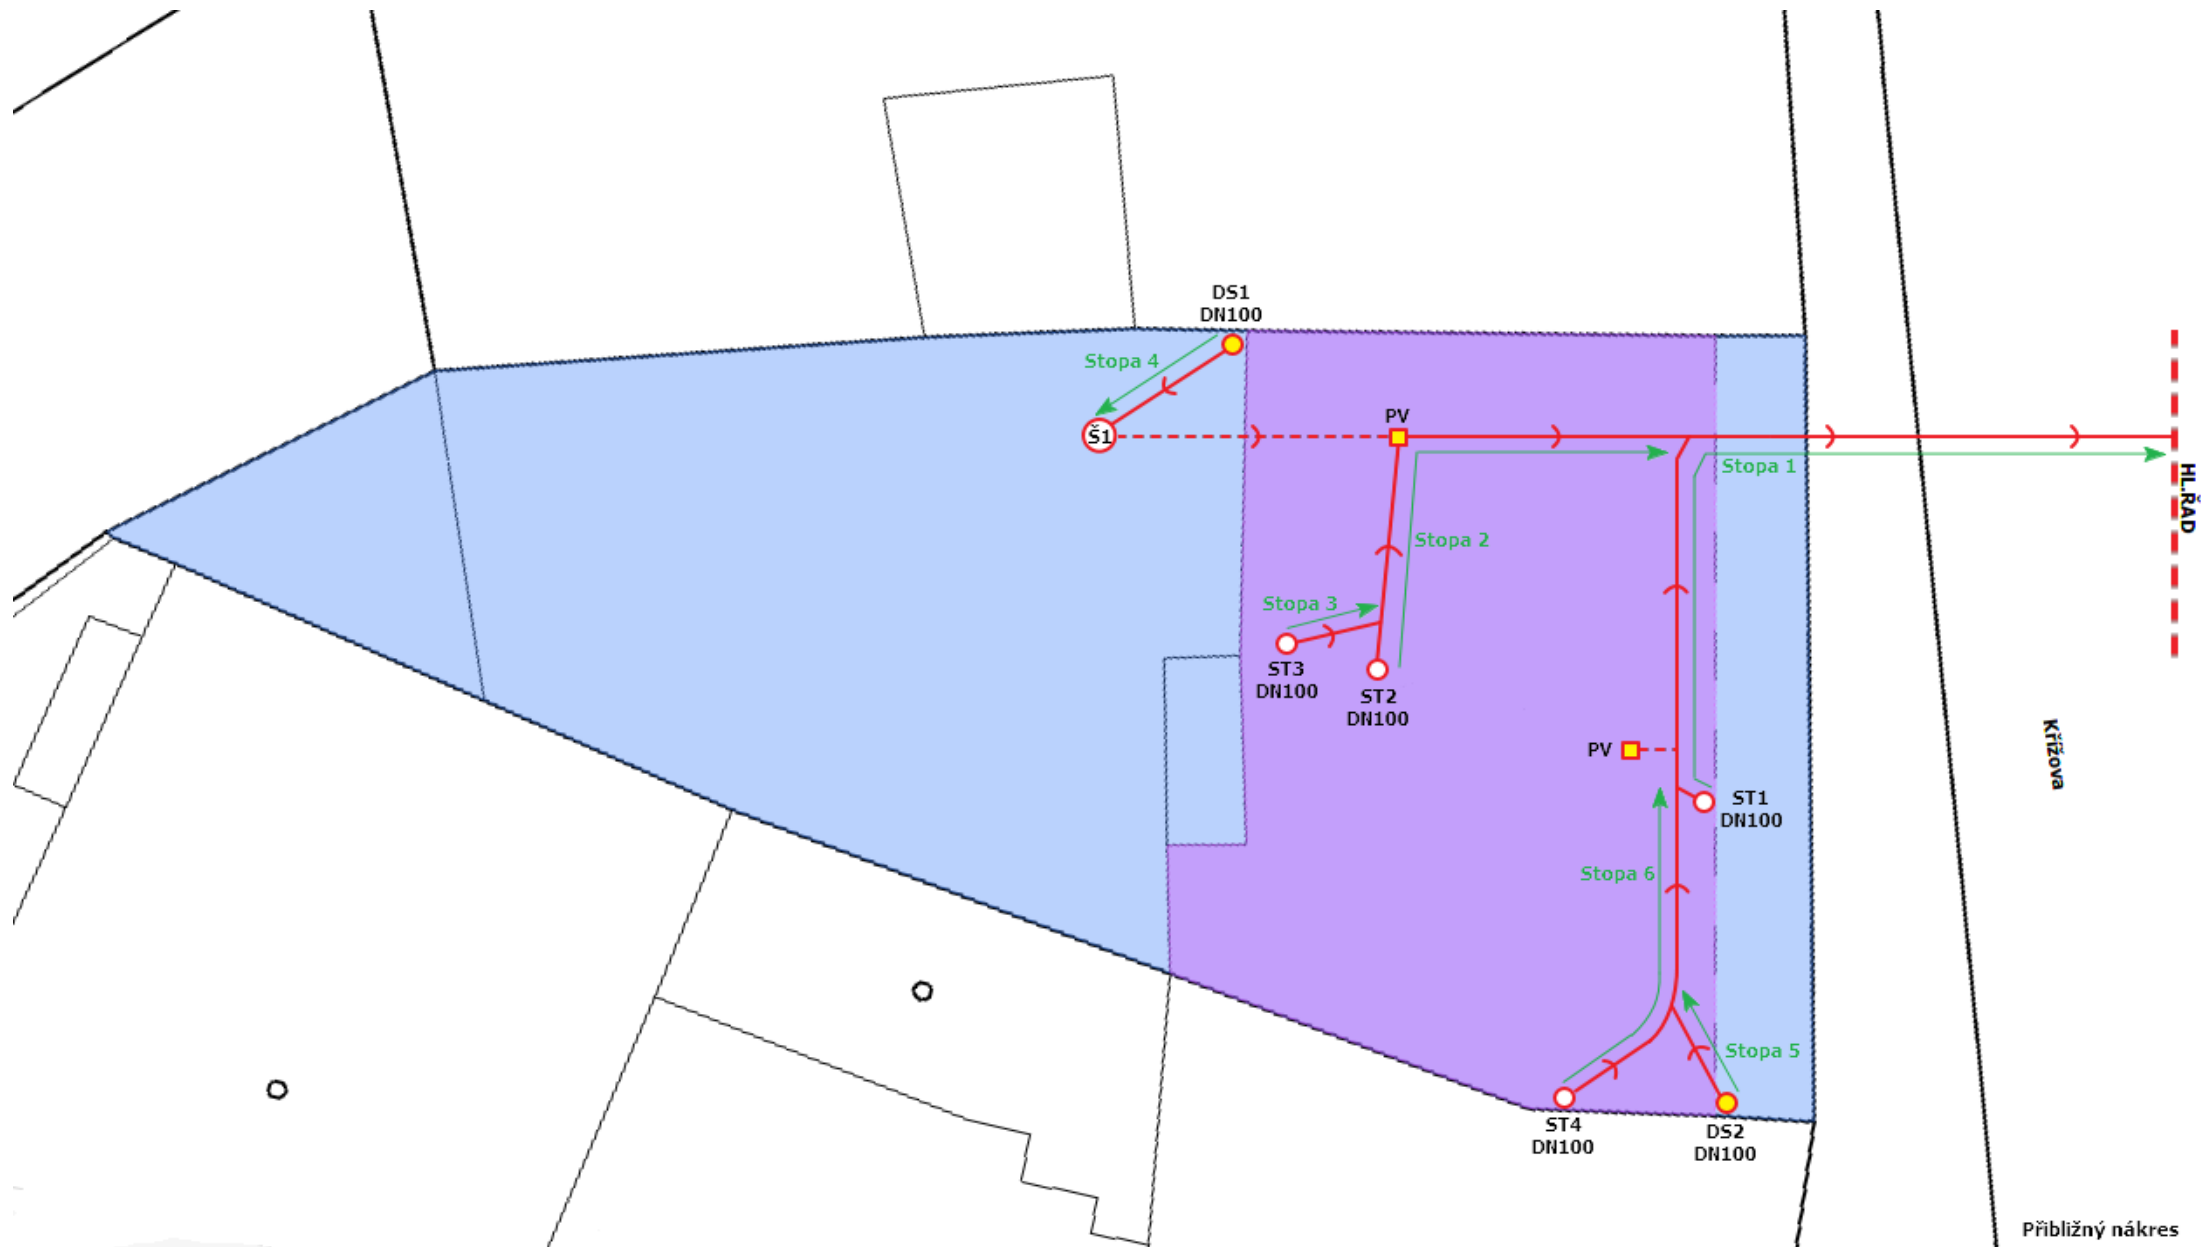 DS1
DN100
Stopa 4
PV
Š1
Stopa 1
HL.ŘAD
Stopa 2
Stopa 3
ST3
DN100
ST2
DN100
Křížova
PV
ST1
DN100
Stopa 6
Stopa 5
ST4
DN100
DS2
DN100
Přibližný nákres